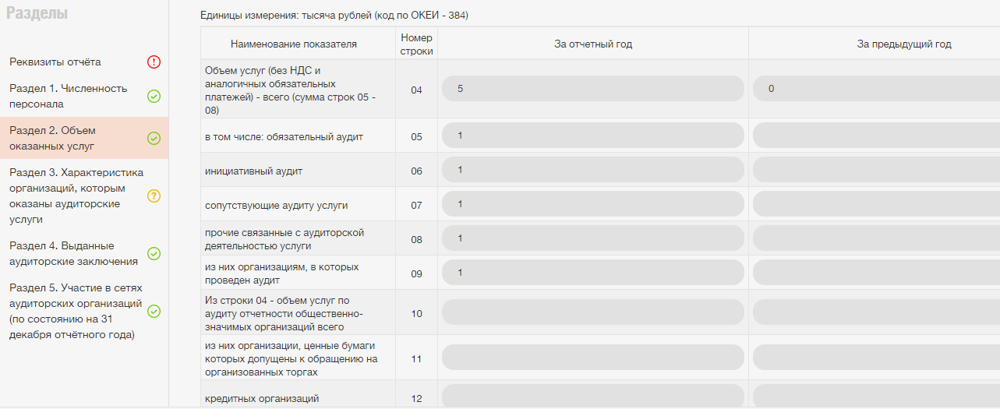 Разделы
Реквизиты отчёта
Раздел 1. Численность
персонала
Раздел 2. Объем
оказанных услуг
Раздел 3. Характеристика
организаций, которым
оказаны аудиторские
услуги
Раздел 4. Выданные
аудиторские заключения
Раздел 5. Участие в сетях
аудиторских организаций
(по состоянию на 31
декабря отчётного года)
Единицы измерения: тысяча рублей (код по ОКЕИ - 384)
Наименование показателя
Номер
строки
За отчетный год
За предыдущий год
Объем услуг (без НДС и
аналогичных обязательных
платежей) - всего (сумма строк 05 -
08)
04
5
0
в том числе: обязательный аудит
05
1
инициативный аудит
06
1
сопутствующие аудиту услуги
07
1
прочие связанные с аудиторской
деятельностью услуги
08
1
из них организациям, в которых
проведен аудит
09
1
Из строки 04 - объем услуг по
аудиту отчетности общественно-
значимых организаций всего
10
из них организации, ценные бумаги
которых допущены к обращению на
организованных торгах
11
кредитных организаций
12